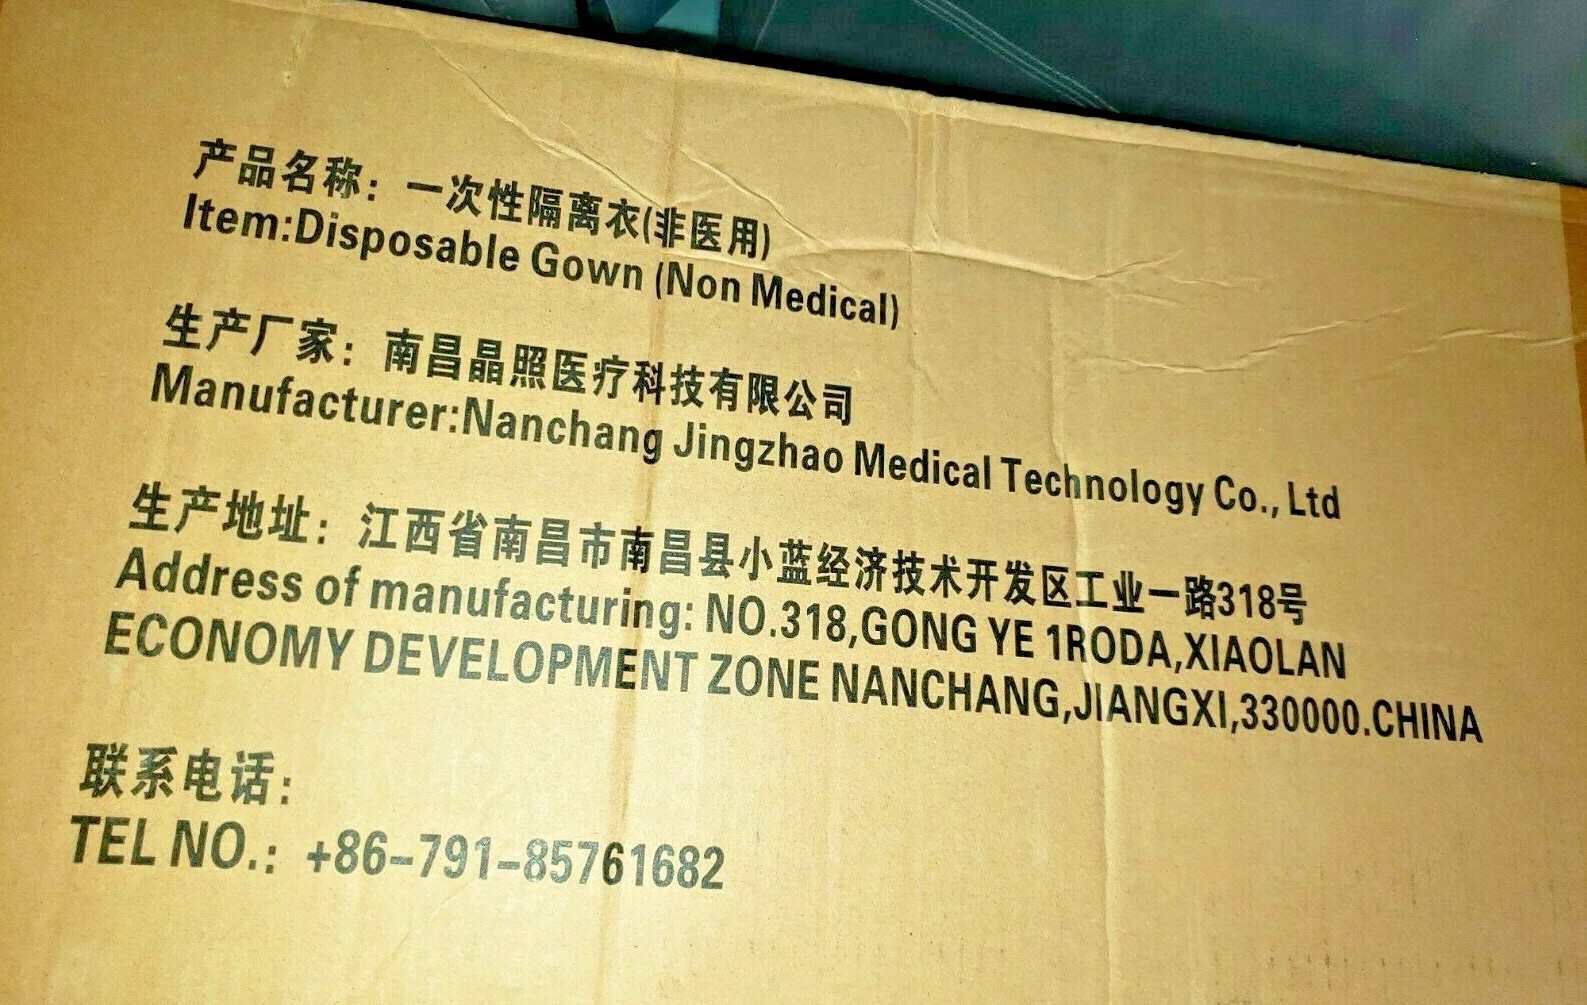 产品名称：一次性隔离衣(非医用)
Item:Disposable Gown (Non Medical)
生产厂家：南昌晶照医疗科技有限公司
Manufacturer:Nanchang Jingzhao Medical Technology Co., Ltd
生产地址：江西省南昌市南昌县小蓝经济技术开发区工业一路318号
Address of manufacturing: NO.318,GONG YE 1RODA,XIAOLAN
ECONOMY DEVELOPMENT ZONE NANCHANG,JIANGXI,330000.CHINA
联系电话：
TEL NO.: +86-791-85761682